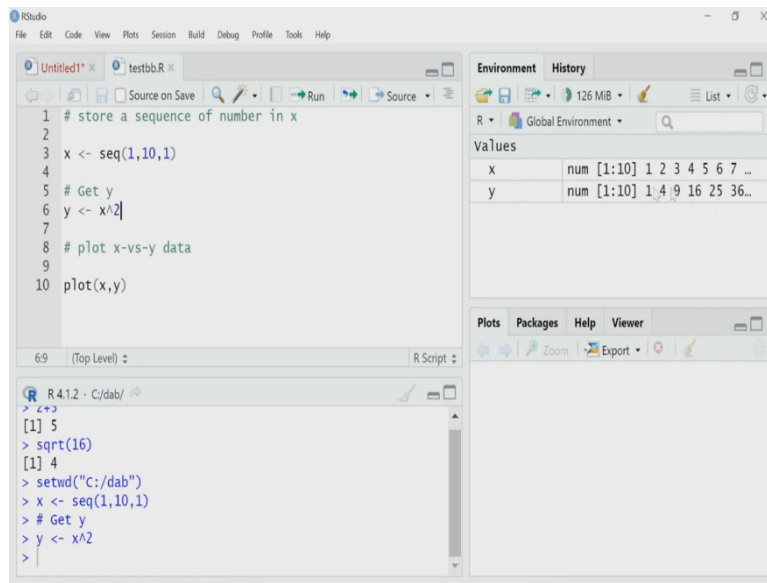 RStudio
File Edit Code View Plots Session Build Debug Profile Tools Help
Untitled1* testbb.R
Source on Save Run Source
1 # store a sequence of number in x
2
3 x <- seq(1,10,1)
4
5 # Get y
6 y <- x^2
7
8 # plot x-vs-y data
9
10 plot(x,y)
6:9 (Top Level) R Script
R 4.1.2 · C:/dab/
> 2+3
[1] 5
> sqrt(16)
[1] 4
> setwd("C:/dab")
> x <- seq(1,10,1)
> # Get y
> y <- x^2
>
Environment History
126 MiB List
R Global Environment
Values
x num [1:10] 1 2 3 4 5 6 7 …
y num [1:10] 1 4 9 16 25 36…
Plots Packages Help Viewer
Zoom Export